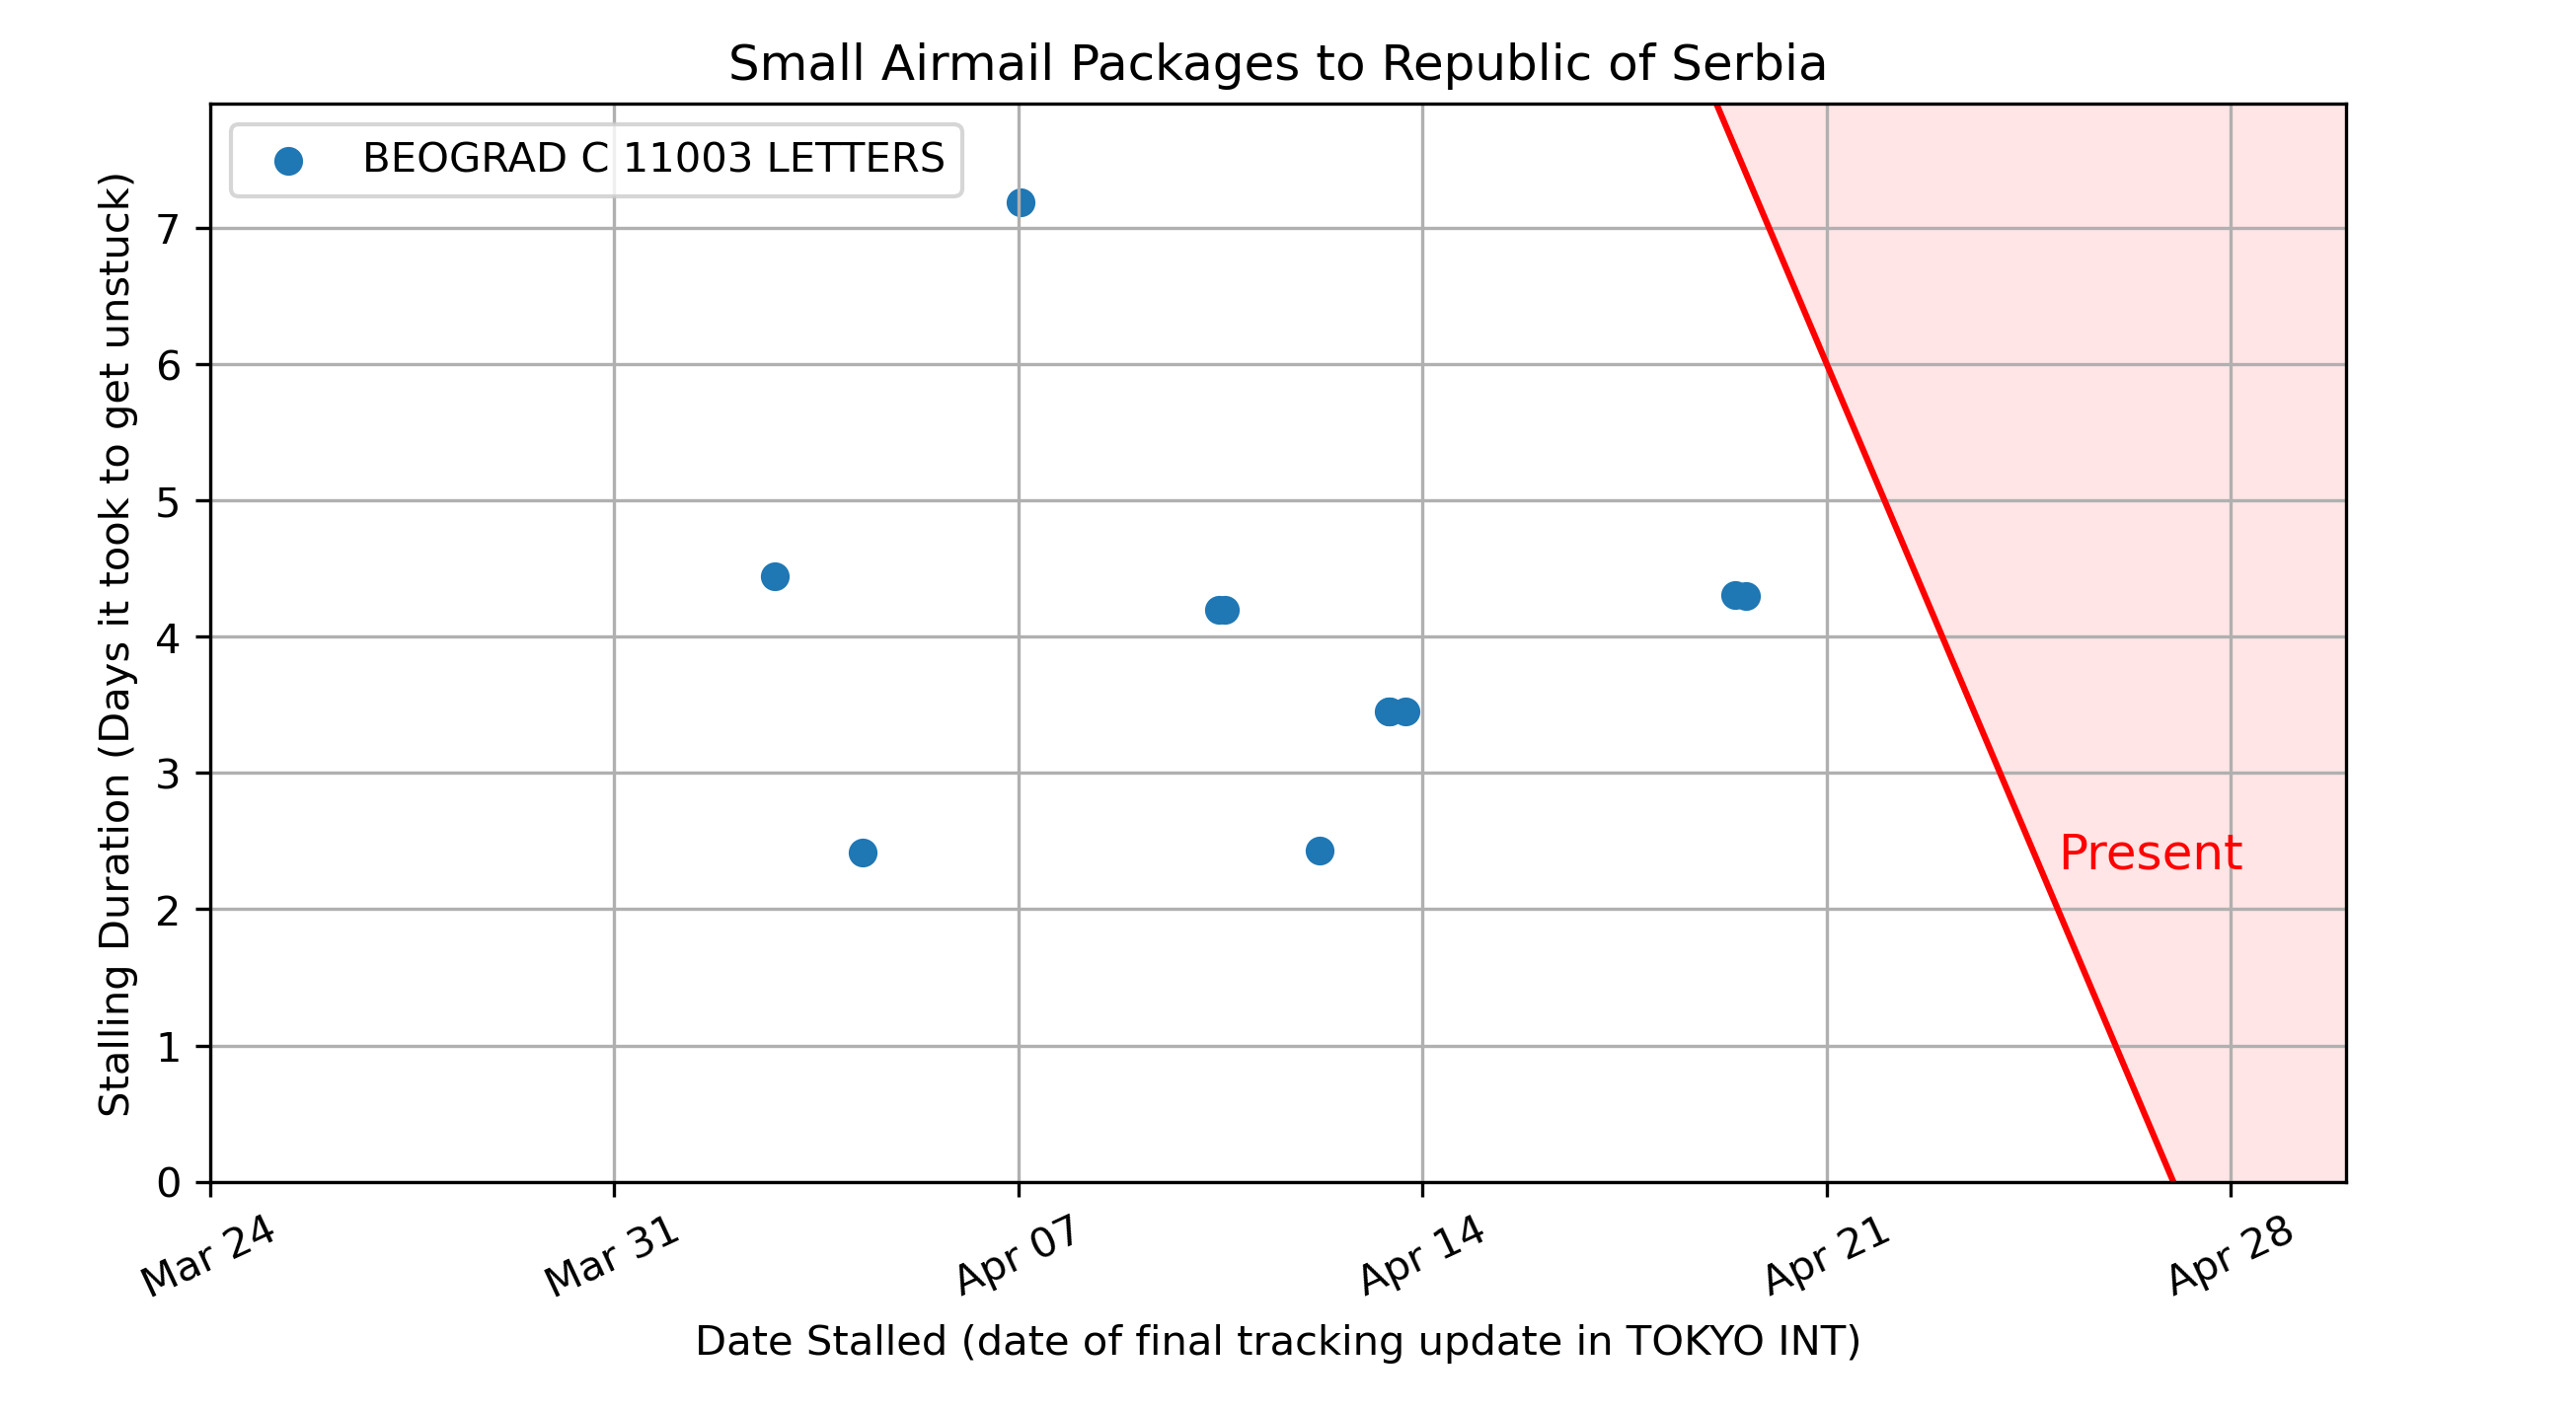 Small Airmail Packages to Republic of Serbia
BEOGRAD C 11003 LETTERS
Stalling Duration (Days it took to get unstuck)
7
6
5
4
3
2
1
0
Present
Mar 24
Mar 31
Apr 07
Apr 14
Apr 21
Apr 28
Date Stalled (date of final tracking update in TOKYO INT)